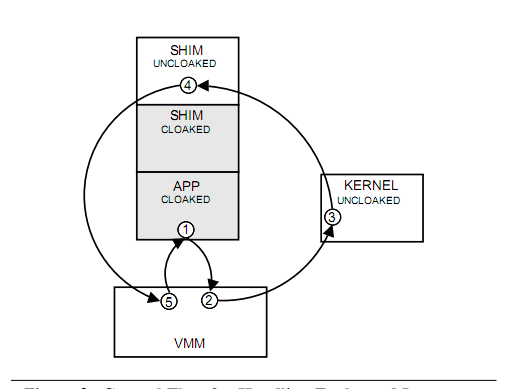 SHIM
UNCLOAKED
4
SHIM
CLOAKED
APP
CLOAKED
1
KERNEL
UNCLOAKED
3
5
2
VMM